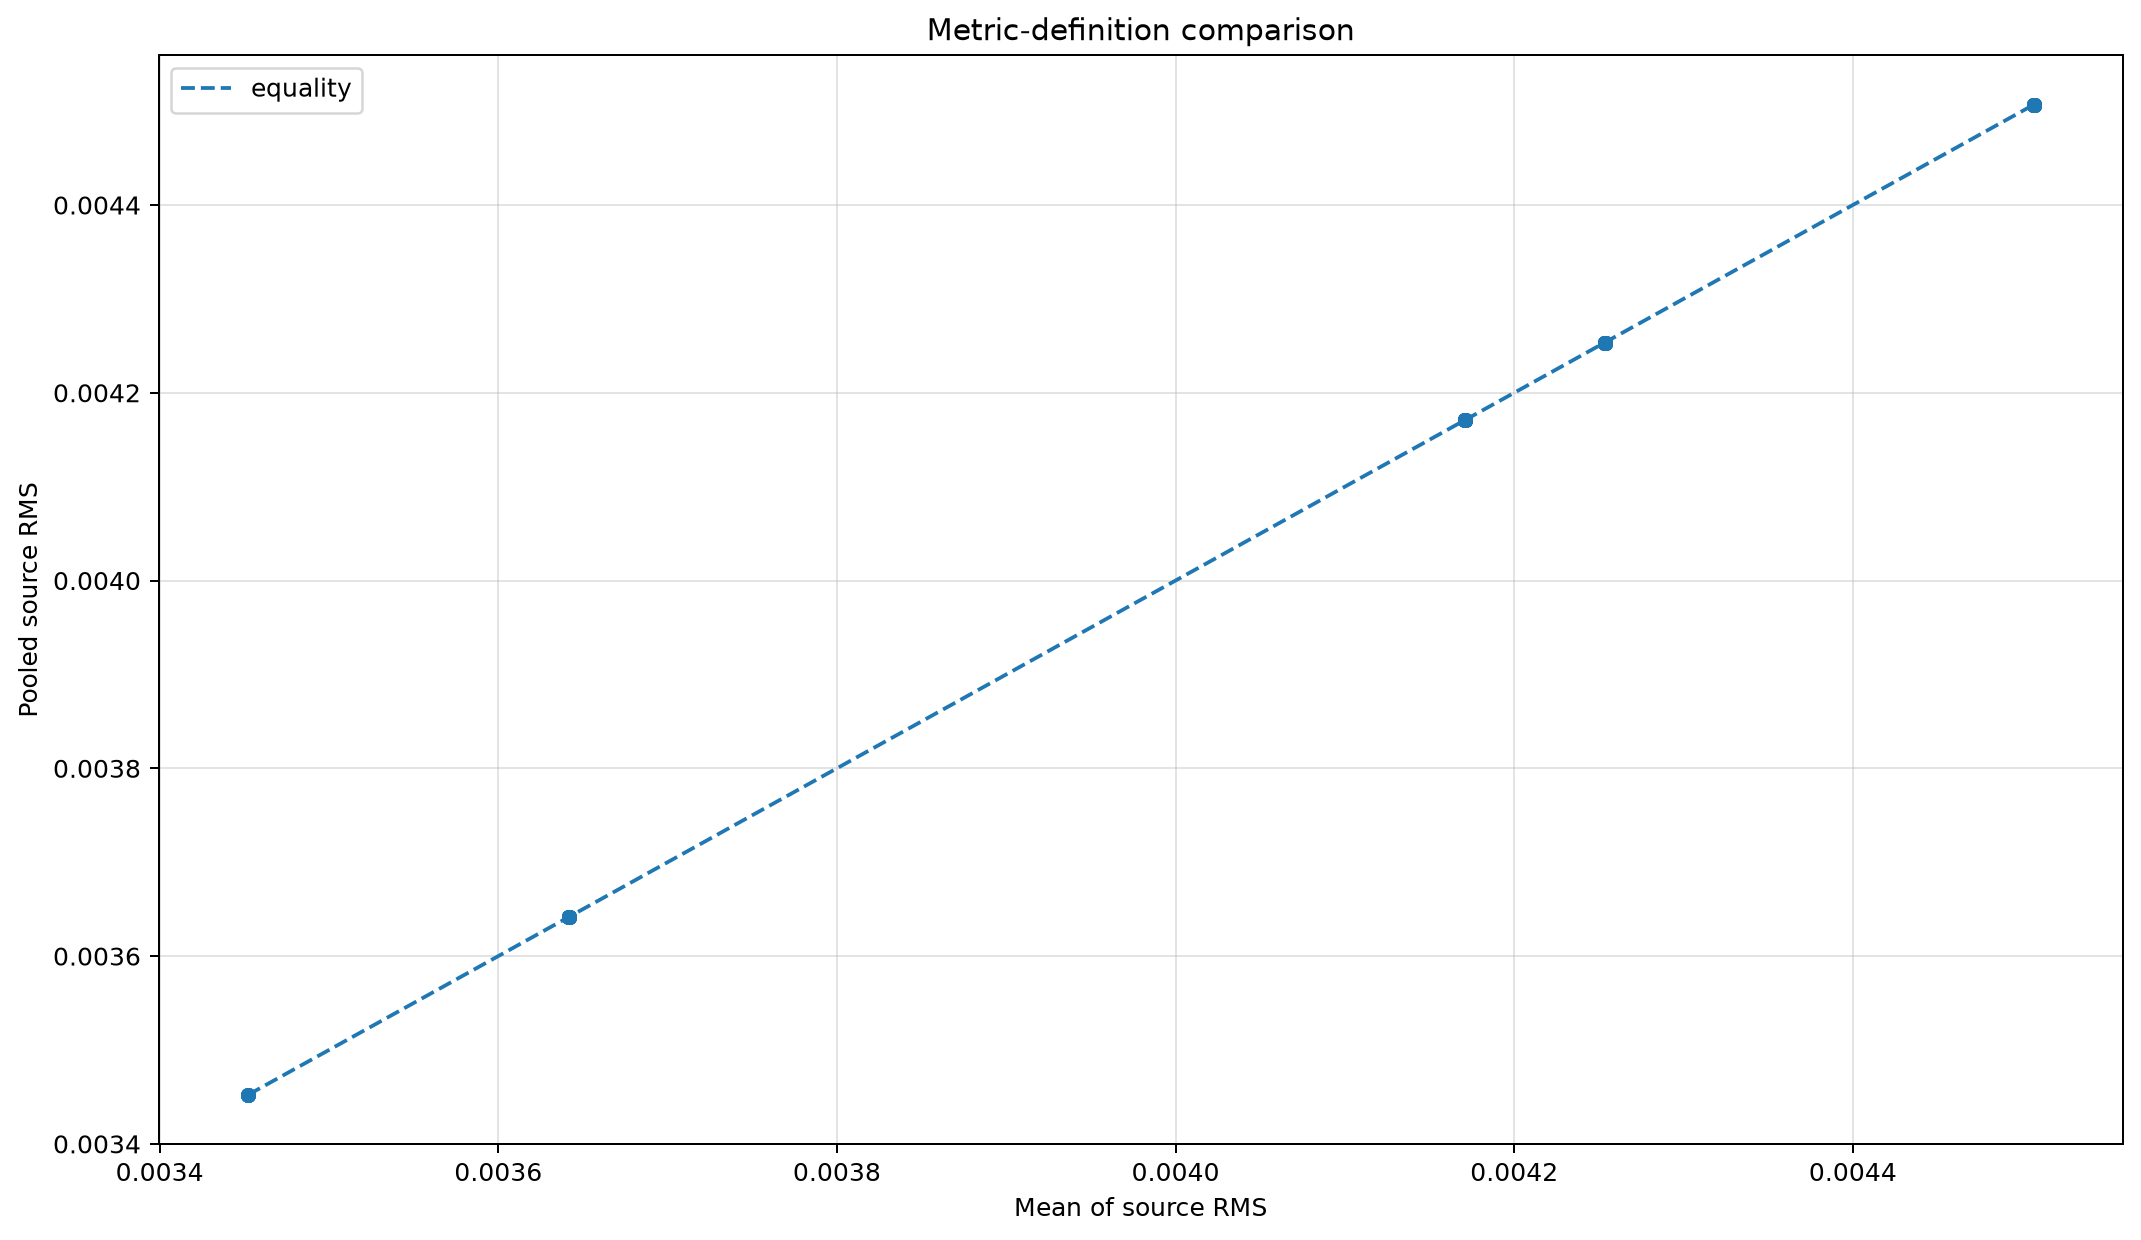 Metric-definition comparison
equality
Pooled source RMS
0.0044
0.0042
0.0040
0.0038
0.0036
0.0034
0.0034 0.0036 0.0038 0.0040 0.0042 0.0044
Mean of source RMS